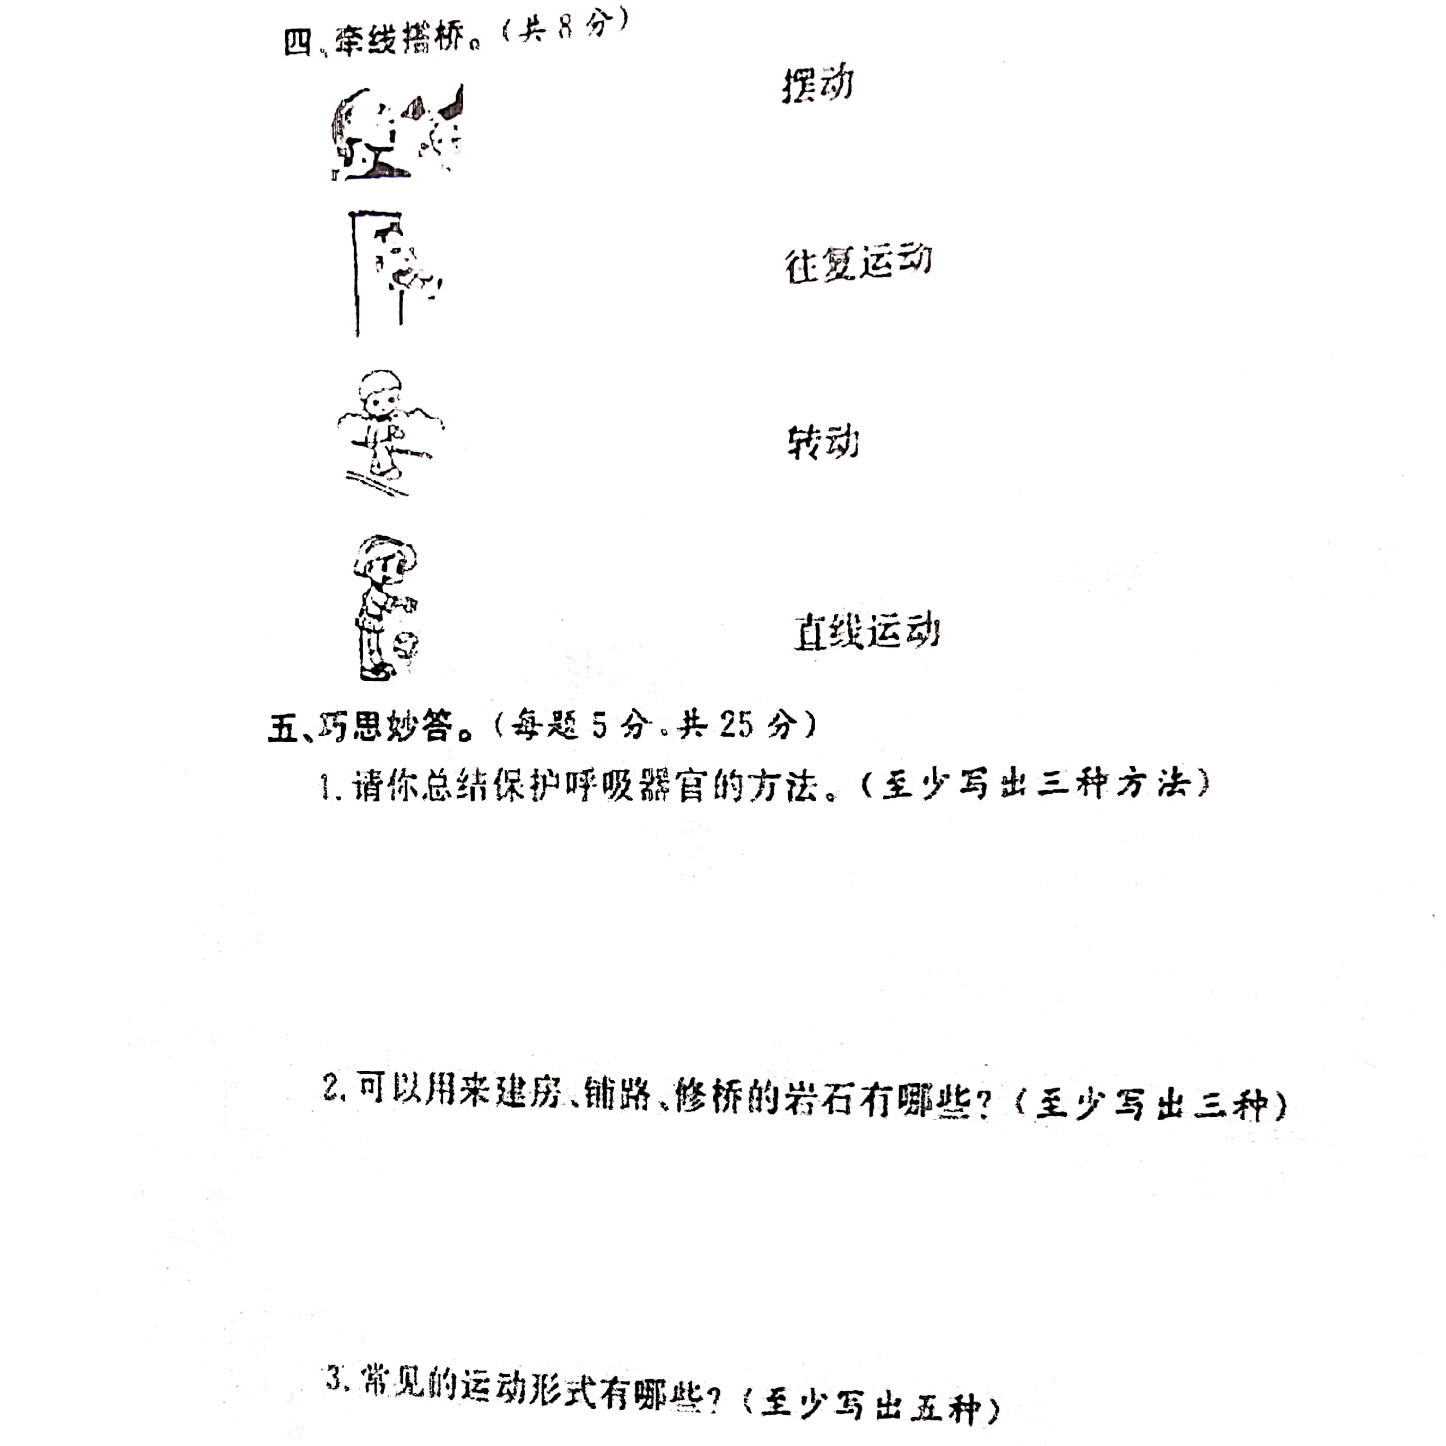 四、牵线搭桥。(共8分)
摆动
往复运动
转动
直线运动
五、巧思妙答。(每题5分。共25分)
1.请你总结保护呼吸器官的方法。(至少写出三种方法)
2.可以用来建房、铺路、修桥的岩石有哪些?(至少写出三种)
3.常见的运动形式有哪些?(至少写出五种)